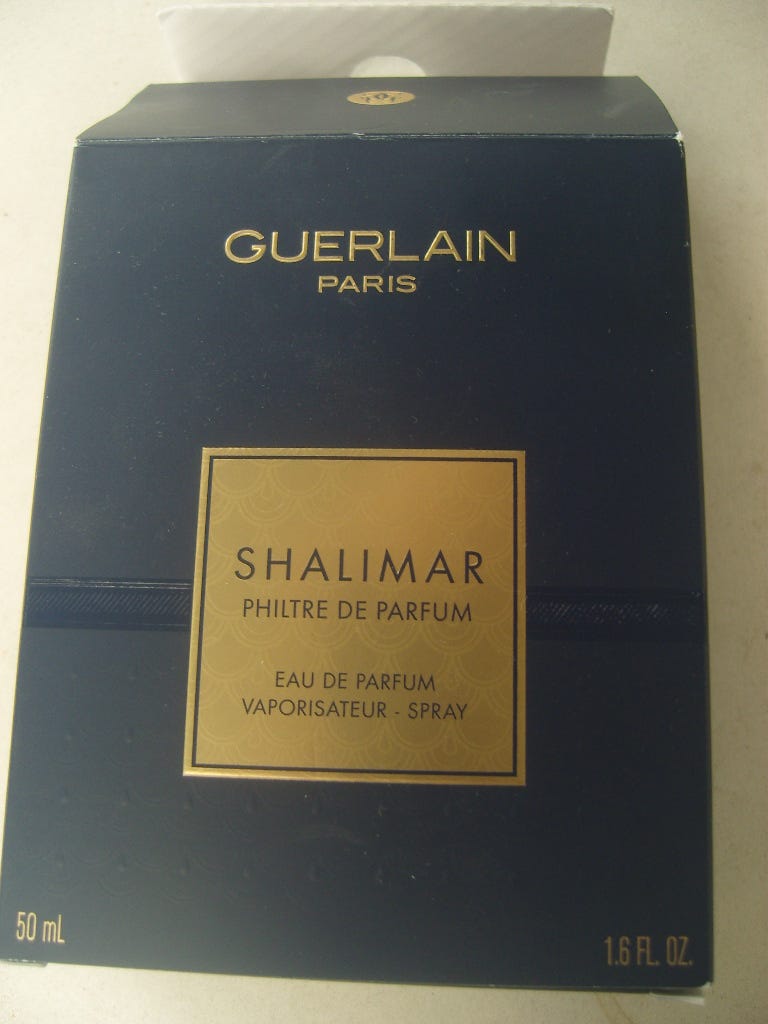 GUERLAIN
PARIS
SHALIMAR
PHILTRE DE PARFUM
EAU DE PARFUM
VAPORISATEUR - SPRAY
50 mL
1.6 FL. OZ.